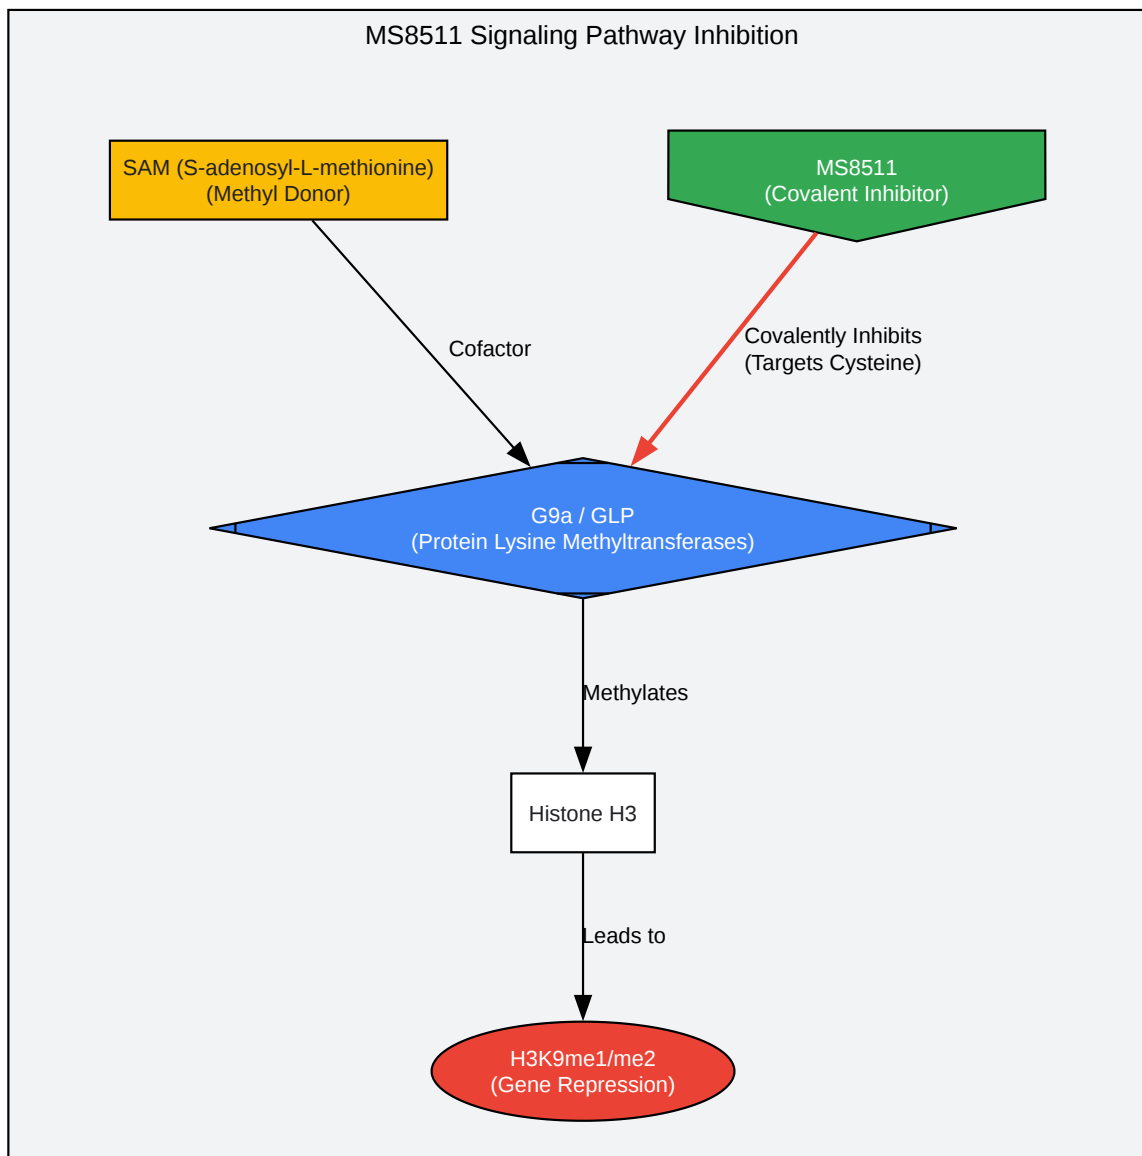 MS8511 Signaling Pathway Inhibition
SAM (S-adenosyl-L-methionine)
(Methyl Donor)
MS8511
(Covalent Inhibitor)
Cofactor
Covalently Inhibits
(Targets Cysteine)
G9a / GLP
(Protein Lysine Methyltransferases)
Methylates
Histone H3
Leads to
H3K9me1/me2
(Gene Repression)